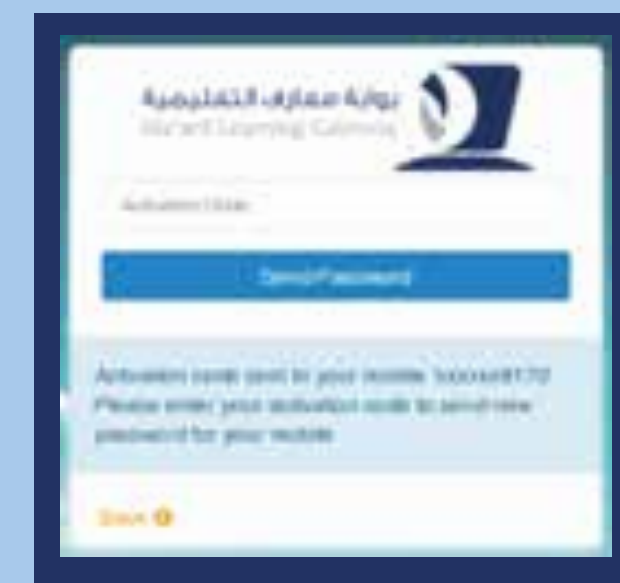 بوابة معارف التعليمية
Ma'arif Learning Gateway
Activation Code
Send Password
Activation code sent to your mobile
Please enter your activation code to send new
password for your mobile
Back